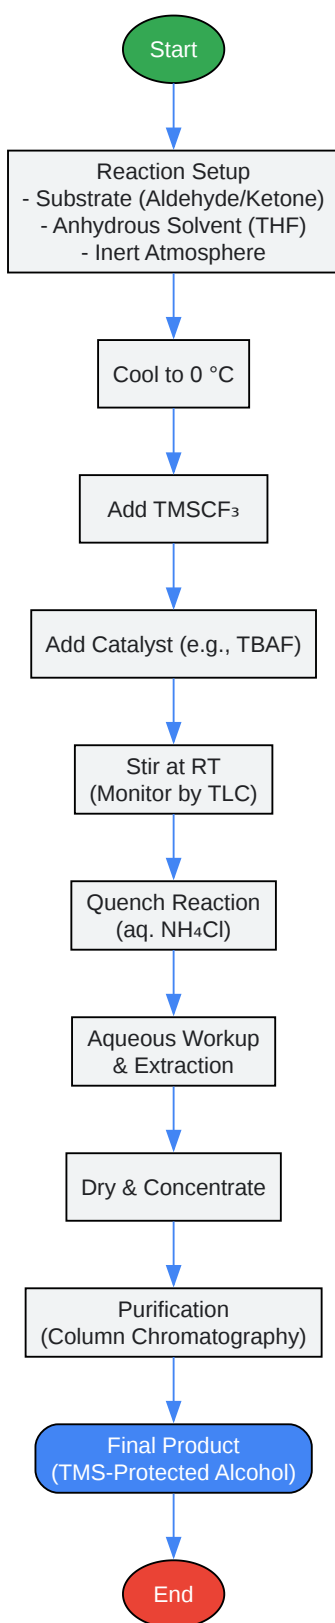 Start
Reaction Setup
- Substrate (Aldehyde/Ketone)
- Anhydrous Solvent (THF)
- Inert Atmosphere
Cool to 0 °C
Add TMSCF₃
Add Catalyst (e.g., TBAF)
Stir at RT
(Monitor by TLC)
Quench Reaction
(aq. NH₄Cl)
Aqueous Workup
& Extraction
Dry & Concentrate
Purification
(Column Chromatography)
Final Product
(TMS-Protected Alcohol)
End